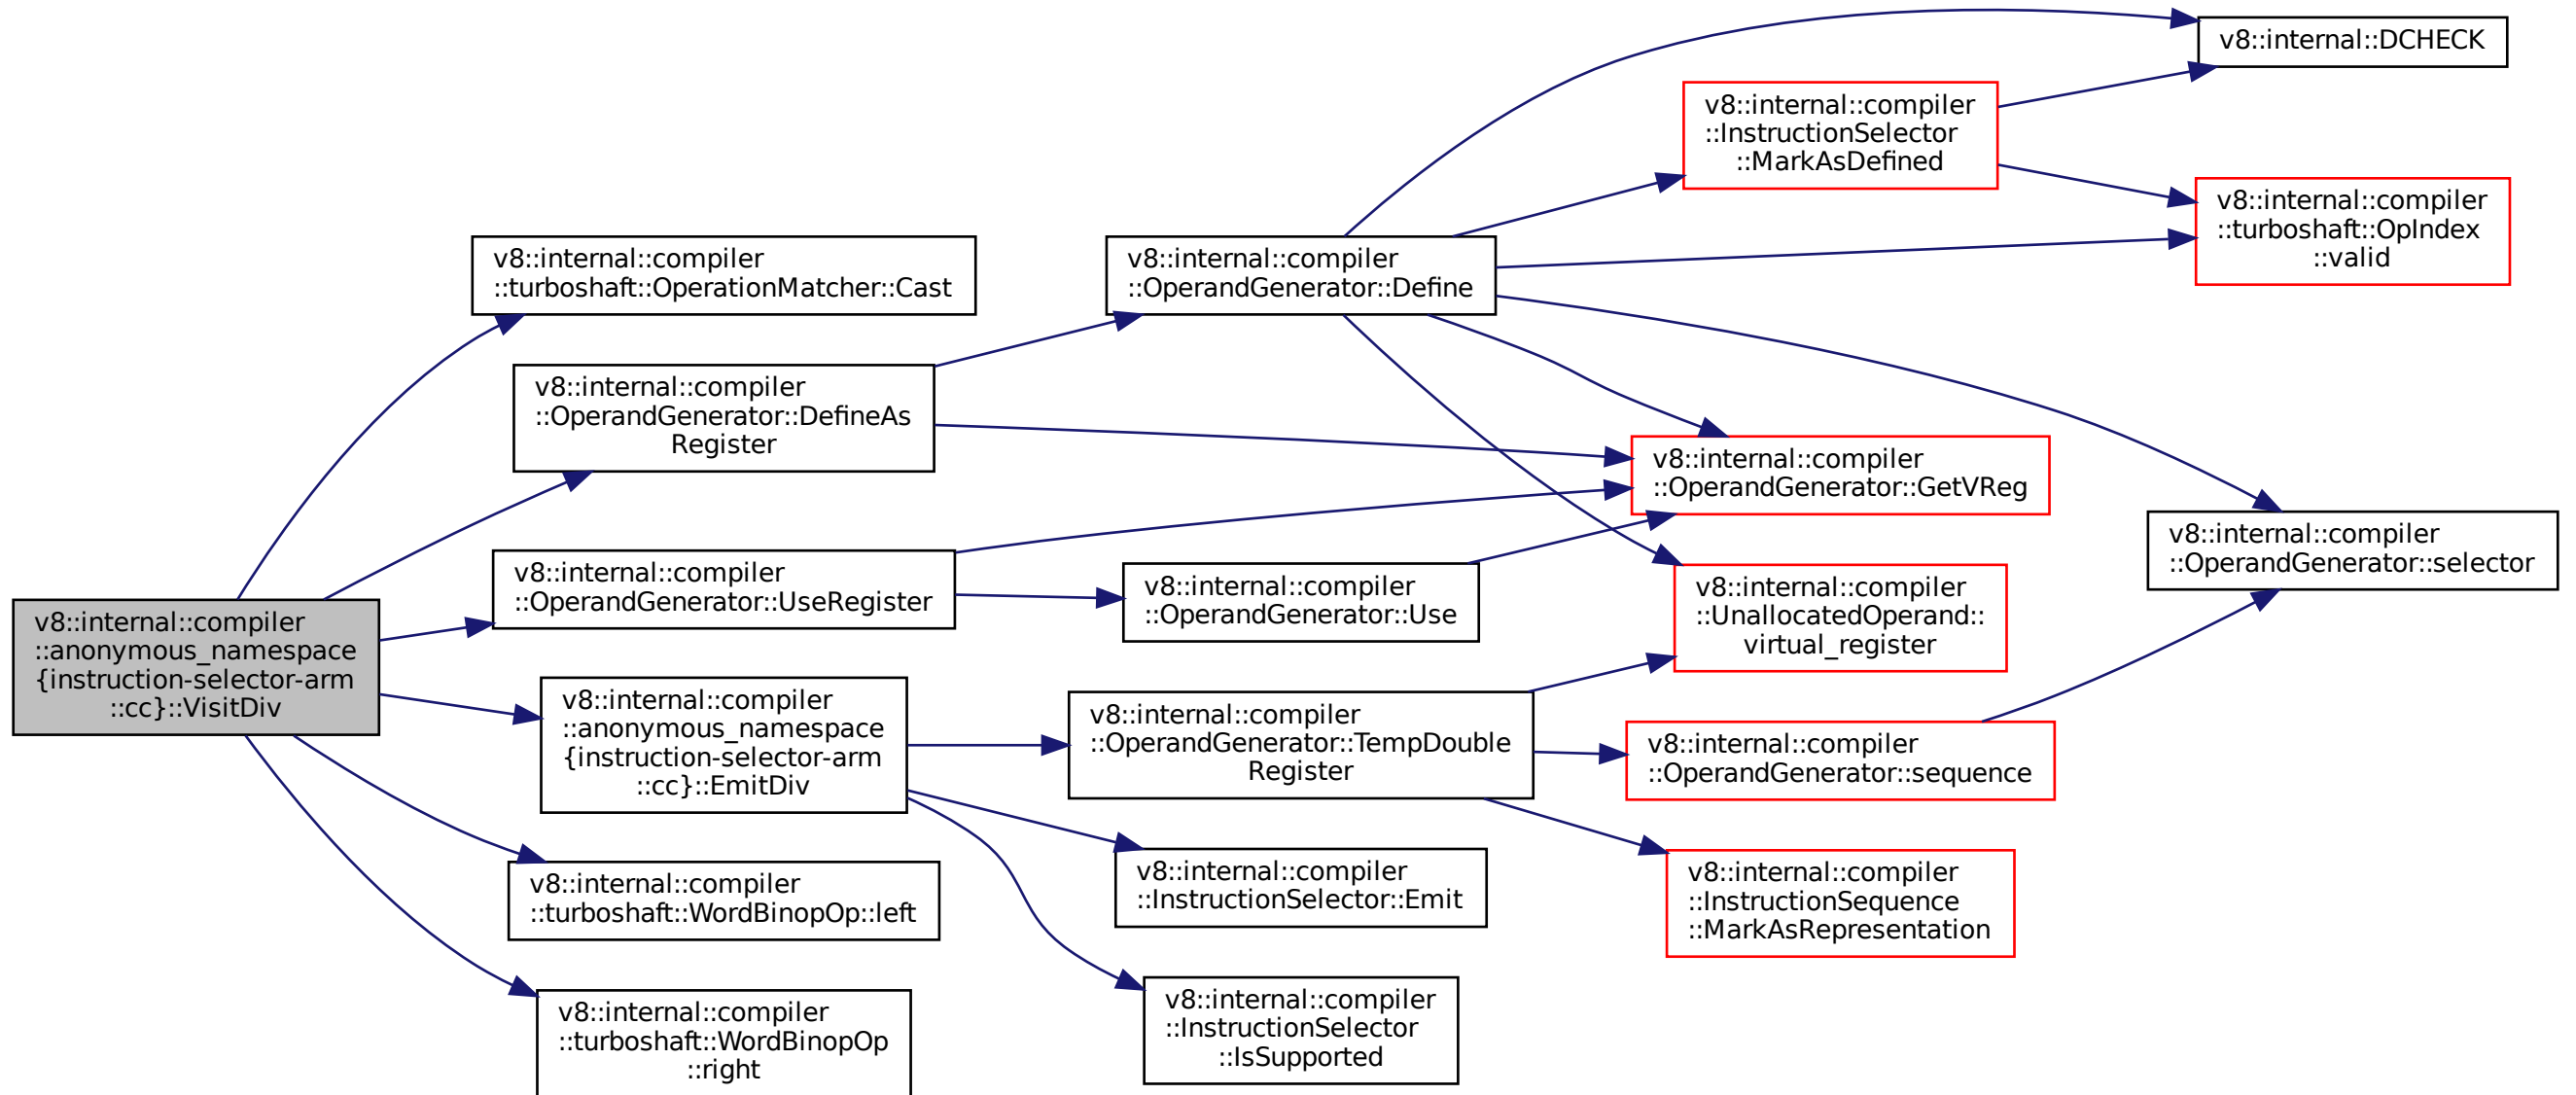 v8::internal::compiler
::anonymous_namespace
{instruction-selector-arm
::cc}::VisitDiv
v8::internal::compiler
::turboshaft::OperationMatcher::Cast
v8::internal::compiler
::OperandGenerator::DefineAs
Register
v8::internal::compiler
::OperandGenerator::UseRegister
v8::internal::compiler
::anonymous_namespace
{instruction-selector-arm
::cc}::EmitDiv
v8::internal::compiler
::turboshaft::WordBinopOp::left
v8::internal::compiler
::turboshaft::WordBinopOp
::right
v8::internal::compiler
::OperandGenerator::Define
v8::internal::compiler
::OperandGenerator::Use
v8::internal::compiler
::OperandGenerator::TempDouble
Register
v8::internal::compiler
::InstructionSelector::Emit
v8::internal::compiler
::InstructionSelector
::IsSupported
v8::internal::compiler
::InstructionSelector
::MarkAsDefined
v8::internal::compiler
::OperandGenerator::GetVReg
v8::internal::compiler
::UnallocatedOperand::
virtual_register
v8::internal::compiler
::OperandGenerator::sequence
v8::internal::compiler
::InstructionSequence
::MarkAsRepresentation
v8::internal::DCHECK
v8::internal::compiler
::turboshaft::OpIndex
::valid
v8::internal::compiler
::OperandGenerator::selector